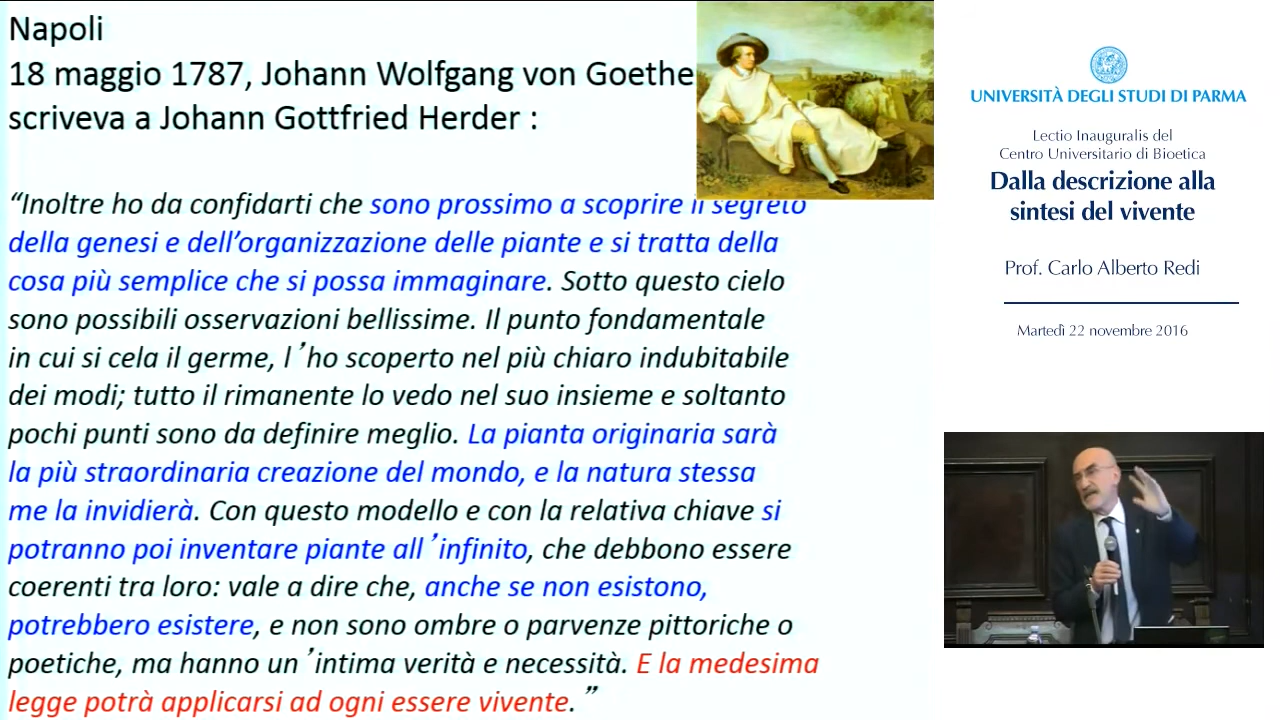 Napoli
18 maggio 1787, Johann Wolfgang von Goethe
scriveva a Johann Gottfried Herder :
“Inoltre ho da confidarti che sono prossimo a scoprire il segreto
della genesi e dell’organizzazione delle piante e si tratta della
cosa più semplice che si possa immaginare. Sotto questo cielo
sono possibili osservazioni bellissime. Il punto fondamentale
in cui si cela il germe, l’ho scoperto nel più chiaro indubitabile
dei modi; tutto il rimanente lo vedo nel suo insieme e soltanto
pochi punti sono da definire meglio. La pianta originaria sarà
la più straordinaria creazione del mondo, e la natura stessa
me la invidierà. Con questo modello e con la relativa chiave si
potranno poi inventare piante all’infinito, che debbono essere
coerenti tra loro: vale a dire che, anche se non esistono,
potrebbero esistere, e non sono ombre o parvenze pittoriche o
poetiche, ma hanno un’intima verità e necessità. E la medesima
legge potrà applicarsi ad ogni essere vivente.”
UNIVERSITÀ DEGLI STUDI DI PARMA
Lectio Inauguralis del
Centro Universitario di Bioetica
Dalla descrizione alla
sintesi del vivente
Prof. Carlo Alberto Redi
Martedì 22 novembre 2016